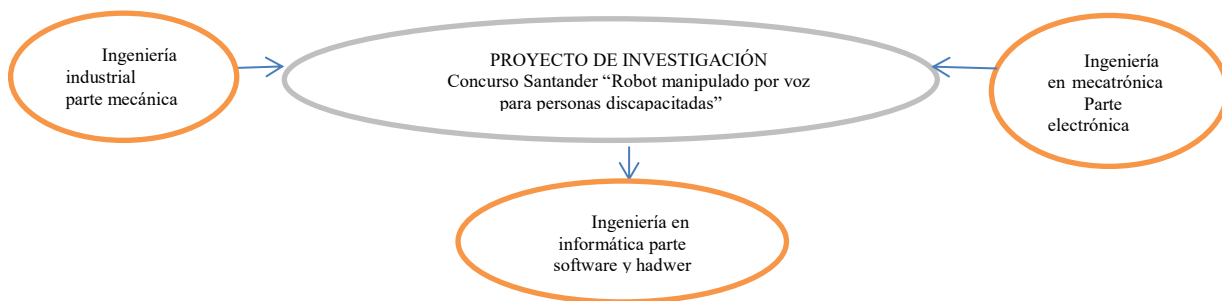 Ingeniería
industrial
parte mecánica
PROYECTO DE INVESTIGACIÓN
Concurso Santander “Robot manipulado por voz
para personas discapacitadas”
Ingeniería
en mecatrónica
Parte
electrónica
Ingeniería en
informática parte
software y hadwer